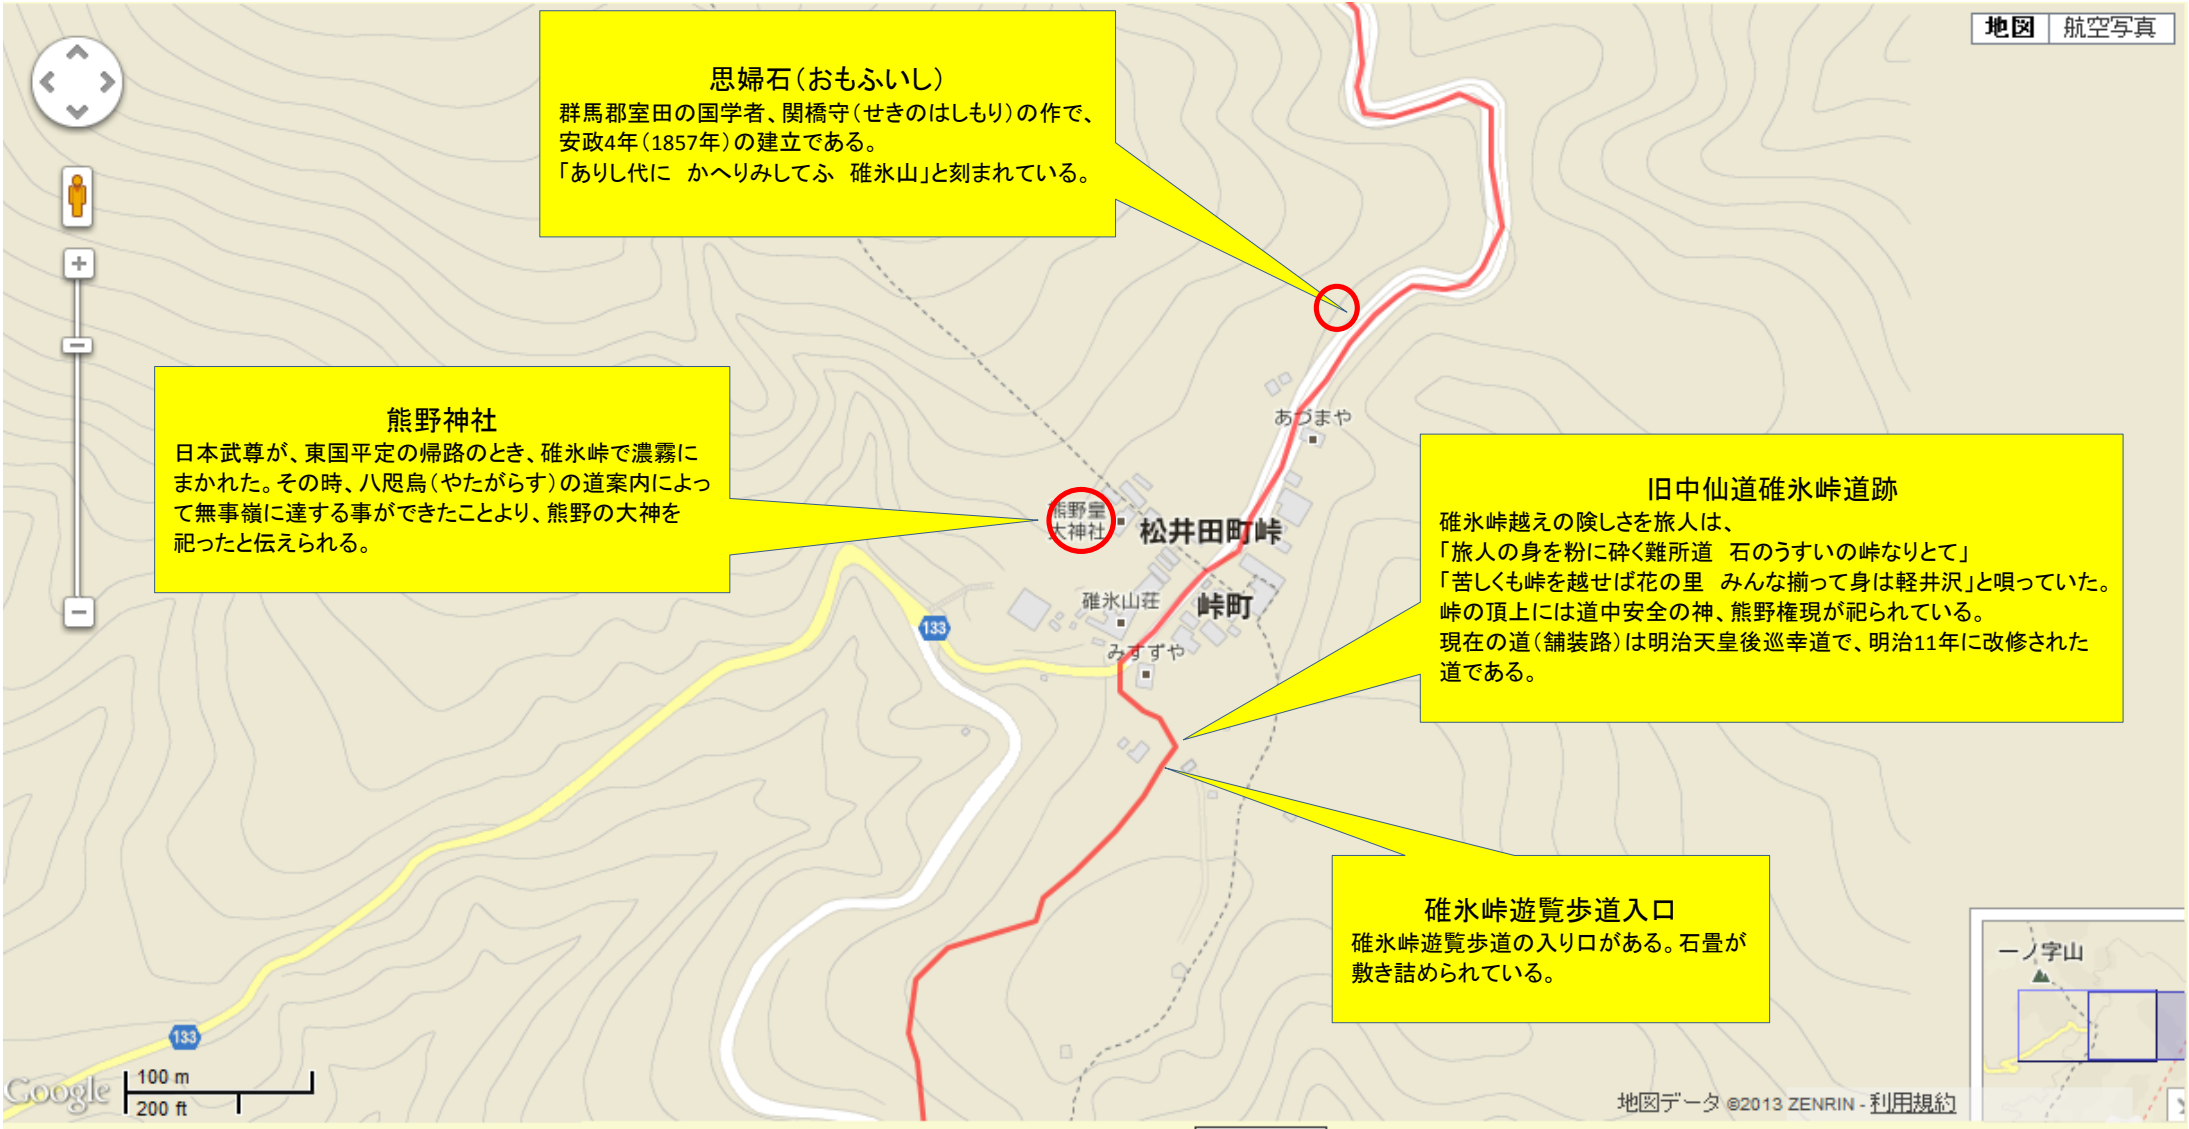 地図 航空写真
思婦石（おもふいし）
群馬郡室田の国学者、関橋守（せきのはしもり）の作で、
安政4年（1857年）の建立である。
「ありし代に　かへりみしてふ　碓氷山」と刻まれている。
熊野神社
日本武尊が、東国平定の帰路のとき、碓氷峠で濃霧に
まかれた。その時、八咫烏（やたがらす）の道案内によっ
て無事嶺に達する事ができたことより、熊野の大神を
祀ったと伝えられる。
あづまや
熊野皇
大神社
松井田町峠
碓氷山荘
峠町
みすずや
133
旧中仙道碓氷峠道跡
碓氷峠越えの険しさを旅人は、
「旅人の身を粉に砕く難所道　石のうすいの峠なりとて」
「苦しくも峠を越せば花の里　みんな揃って身は軽井沢」と唄っていた。
峠の頂上には道中安全の神、熊野権現が祀られている。
現在の道（舗装路）は明治天皇後巡幸道で、明治11年に改修された
道である。
碓氷峠遊覧歩道入口
碓氷峠遊覧歩道の入り口がある。石畳が
敷き詰められている。
一ノ字山
133
Google
100 m
200 ft
地図データ ©2013 ZENRIN - 利用規約